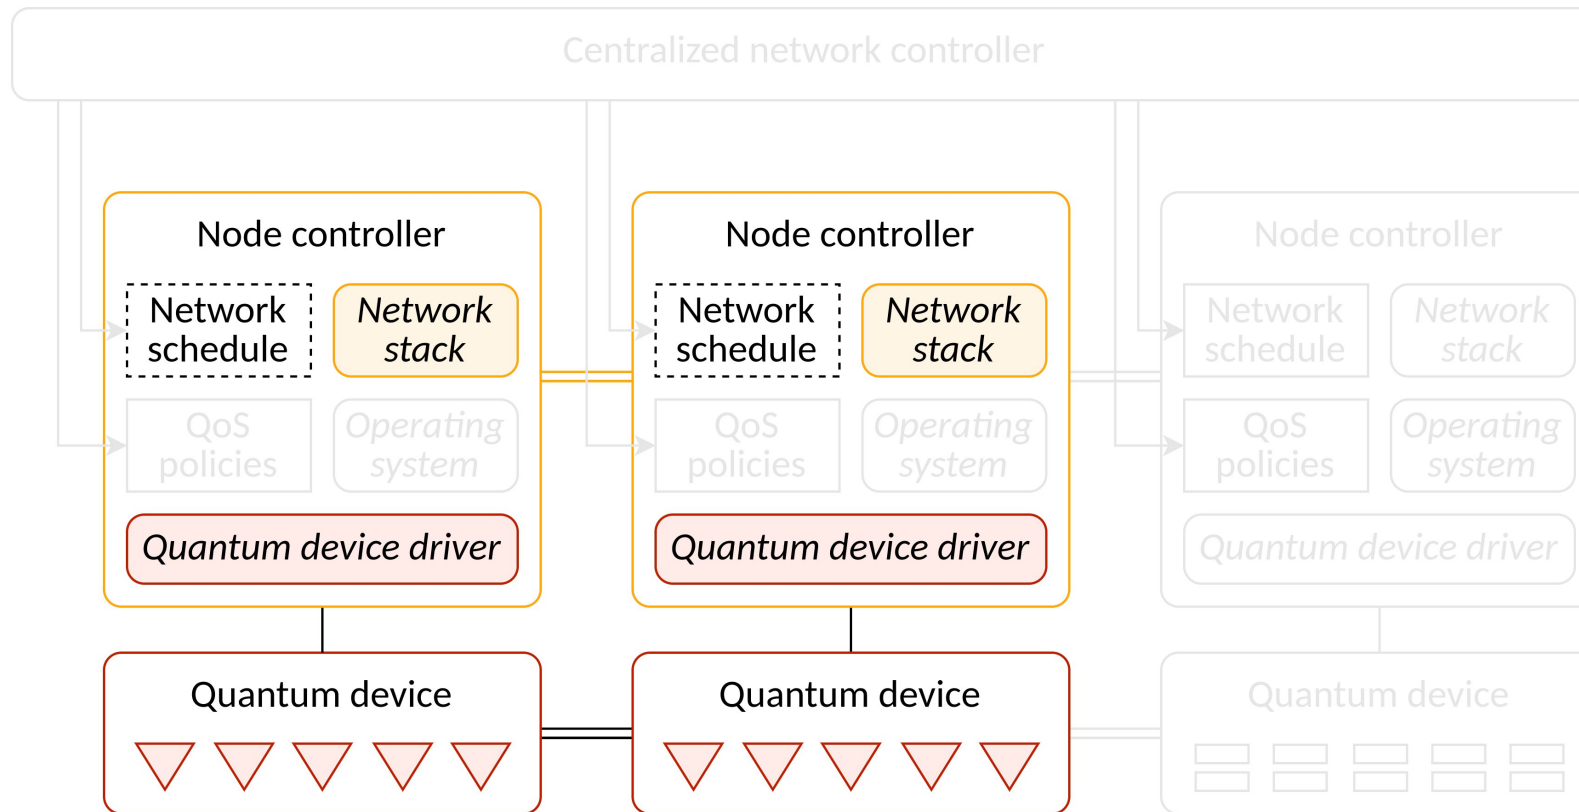 Centralized network controller
Node controller
Network
schedule
Network
stack
QoS
policies
Operating
system
Quantum device driver
Quantum device
Node controller
Network
schedule
Network
stack
QoS
policies
Operating
system
Quantum device driver
Quantum device
Node controller
Network
schedule
Network
stack
QoS
policies
Operating
system
Quantum device driver
Quantum device